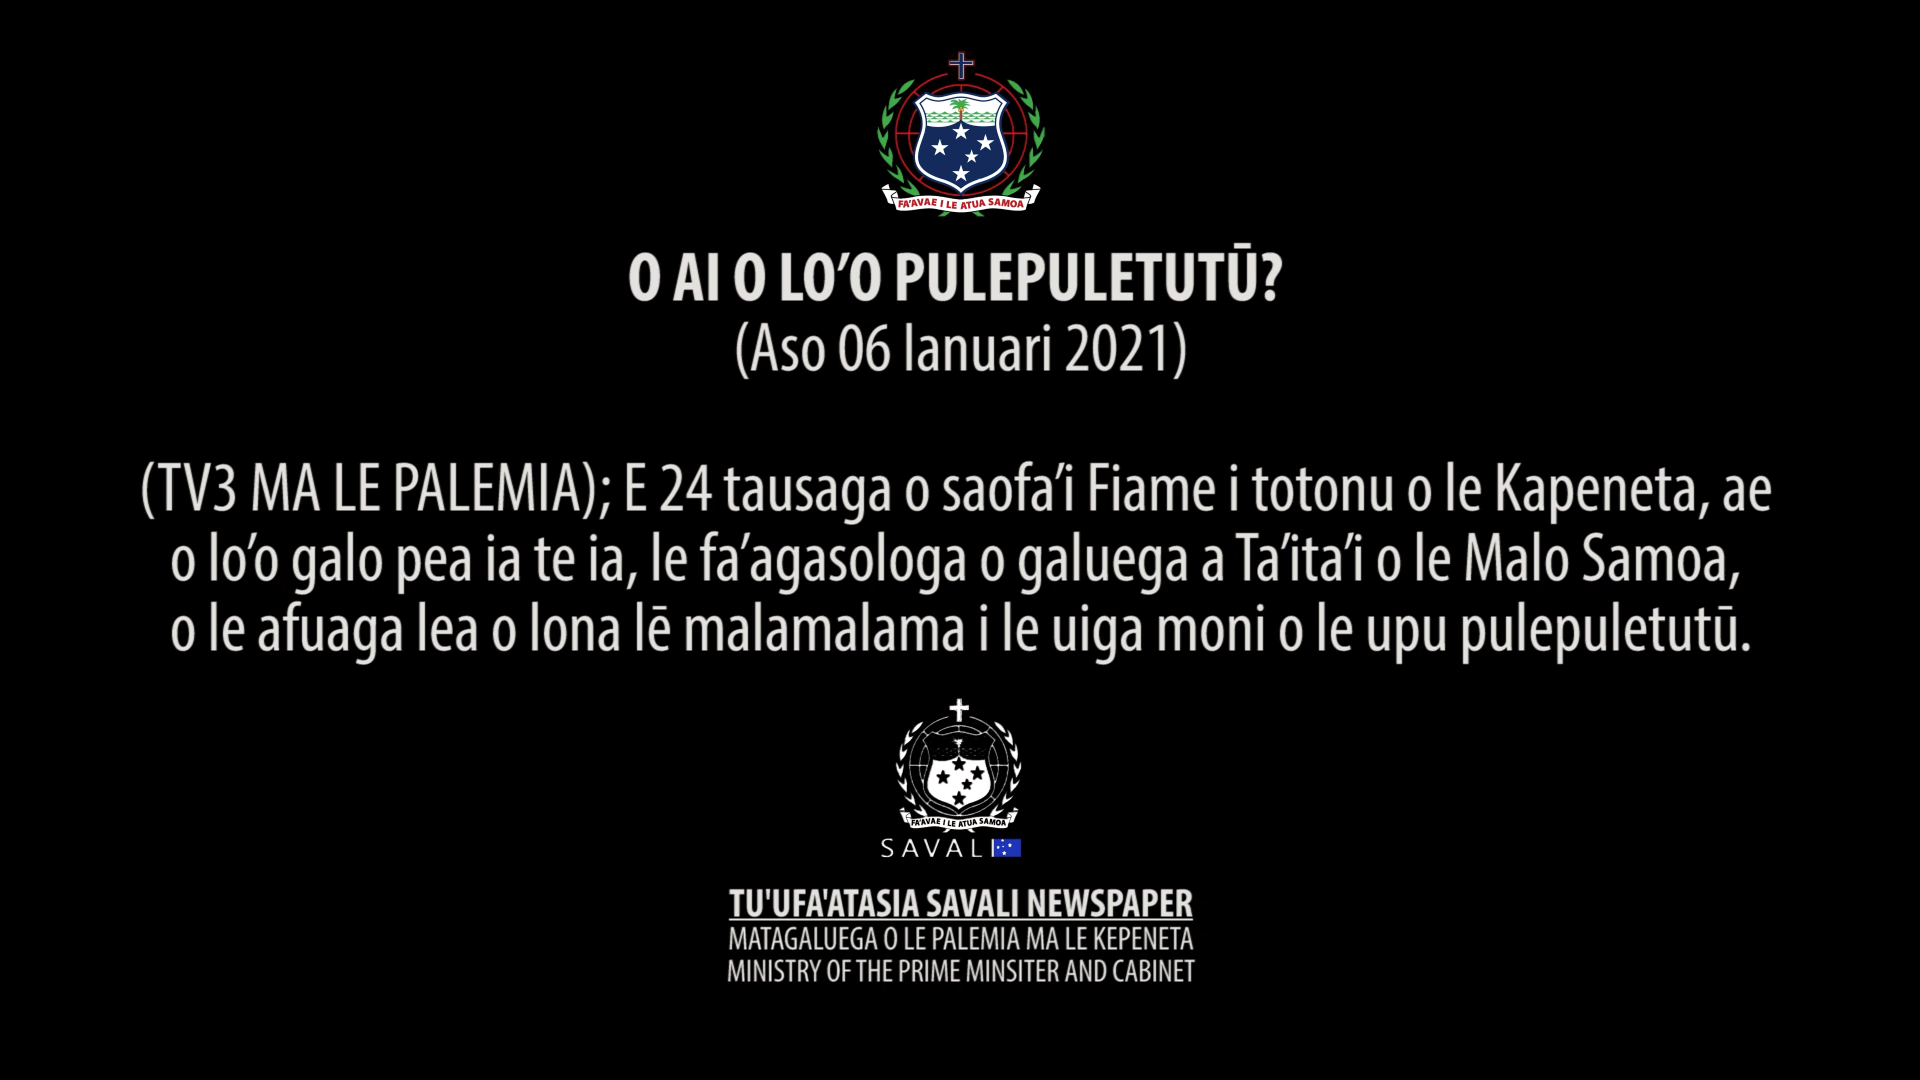 FA'AVAE I LE ATUA SAMOA
O AI O LO’O PULEPULETUTŪ?
(Aso 06 Ianuari 2021)
(TV3 MA LE PALEMIA); E 24 tausaga o saofa’i Fiame i totonu o le Kapeneta, ae
o lo’o galo pea ia te ia, le fa’agasologa o galuega a Ta’ita’i o le Malo Samoa,
o le afuaga lea o lona lē malamalama i le uiga moni o le upu pulepuletutū.
FA'AVAE I LE ATUA SAMOA
SAVALI
TU'UFA'ATASIA SAVALI NEWSPAPER
MATAGALUEGA O LE PALEMIA MA LE KEPENETA
MINISTRY OF THE PRIME MINSITER AND CABINET